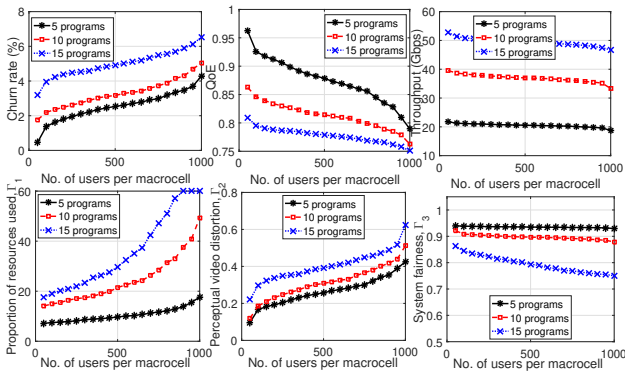 Churn rate (%)
8
6
4
2
0
5 programs
10 programs
15 programs
0
500
1000
No. of users per macrocell
QoE
1
0.95
0.9
0.85
0.8
0.75
5 programs
10 programs
15 programs
0
500
1000
No. of users per macrocell
Throughput (Gbps)
60
50
40
30
20
10
5 programs
10 programs
15 programs
0
500
1000
No. of users per macrocell
Proportion of resources used, Γ1
60
40
20
0
5 programs
10 programs
15 programs
0
500
1000
No. of users per macrocell
Perceptual video distortion, Γ2
0.8
0.6
0.4
0.2
0
5 programs
10 programs
15 programs
0
500
1000
No. of users per macrocell
System fairness, Γ3
1
0.9
0.8
0.7
0.6
0.5
5 programs
10 programs
15 programs
0
500
1000
No. of users per macrocell